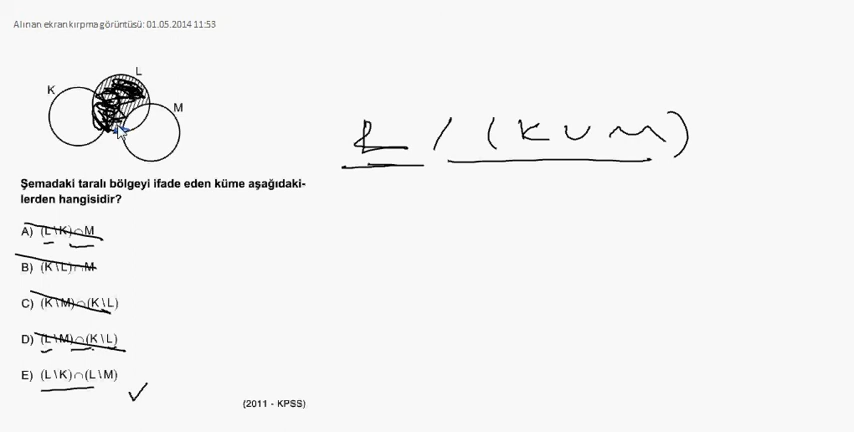 Alınan ekran kırpma görüntüsü: 01.05.2014 11:53
L
K
M
L / (K U M)
Şemadaki taralı bölgeyi ifade eden küme aşağıdaki-
lerden hangisidir?
A) (L\K)∩M
B) (K\L)∩M
C) (K\M)∩(K\L)
D) (L\M)∩(K\L)
E) (L\K)∩(L\M)
(2011 - KPSS)